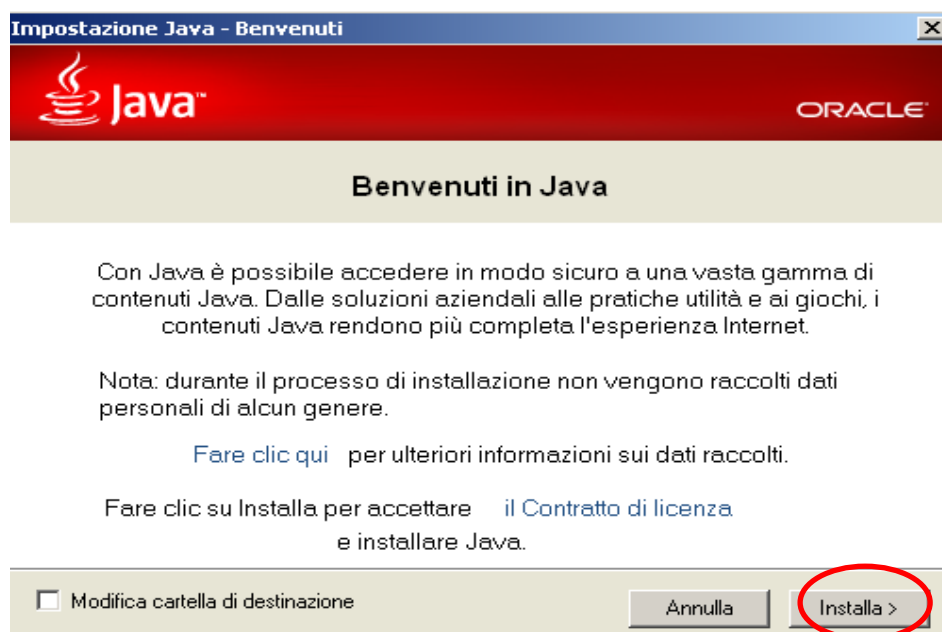 Impostazione Java - Benvenuti
Java™
ORACLE®
Benvenuti in Java
Con Java è possibile accedere in modo sicuro a una vasta gamma di
contenuti Java. Dalle soluzioni aziendali alle pratiche utilità e ai giochi, i
contenuti Java rendono più completa l'esperienza Internet.
Nota: durante il processo di installazione non vengono raccolti dati
personali di alcun genere.
Fare clic qui per ulteriori informazioni sui dati raccolti.
Fare clic su Installa per accettare il Contratto di licenza
e installare Java.
Modifica cartella di destinazione
Annulla
Installa >